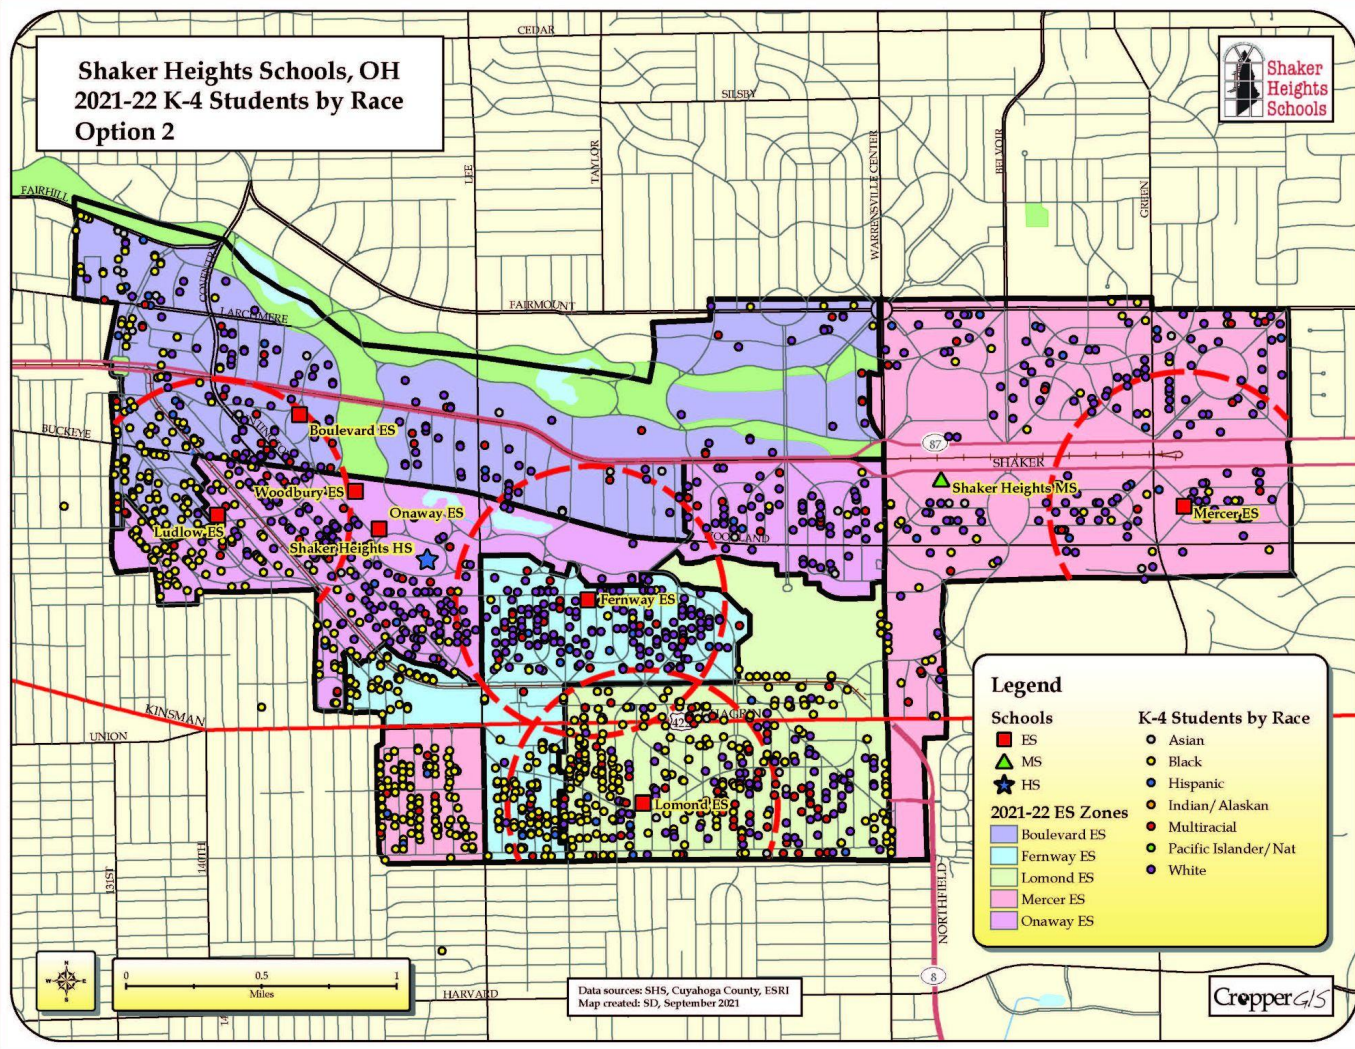 Shaker Heights Schools, OH
2021-22 K-4 Students by Race
Option 2
Shaker
Heights
Schools
CEDAR
SILSBY
LEE
TAYLOR
WARRENSVILLE CENTER
BELVOIR
GREEN
FAIRHILL
COVENTRY
LARCHMERE
FAIRMOUNT
BUCKEYE
Boulevard ES
87
SHAKER
Woodbury ES
Onaway ES
Shaker Heights MS
Mercer ES
Ludlow ES
Shaker Heights HS
Fernway ES
KINSMAN
UNION
422
Lomond ES
131ST
140TH
NORTHFIELD
8
HARVARD
Legend
Schools
ES
MS
HS
2021-22 ES Zones
Boulevard ES
Fernway ES
Lomond ES
Mercer ES
Onaway ES
K-4 Students by Race
Asian
Black
Hispanic
Indian/Alaskan
Multiracial
Pacific Islander/Nat
White
N
W E
S
0 0.5 1
Miles
Data sources: SHS, Cuyahoga County, ESRI
Map created: SD, September 2021
Cropper GIS